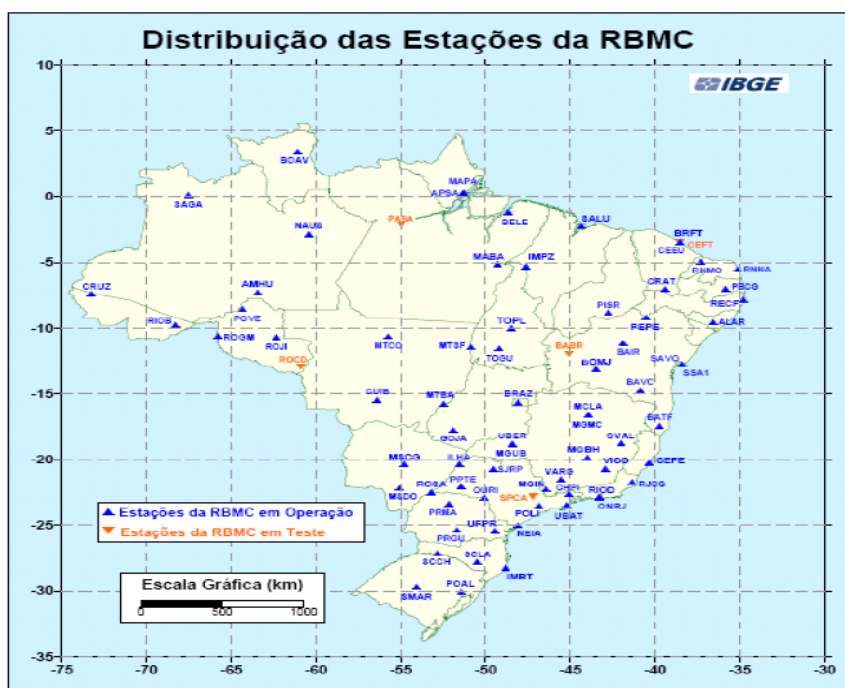 Distribuição das Estações da RBMC
10
IBGE
5
BOAV
MAPA
APSA
0
SAGA
PASA
BELE
SALU
NAUS
BRFT
CEEU CEFT
MABA
IMPZ
-5
RNMO
RNNA
CRUZ
AMHU
CRAT
PBCG
RECF
POVE
PISR
PEPE
ALAR
RIOB
TOPL
-10
ROGM
ROJI
MTCO
MTSF
TOGU
BABR
BAIR
SAVO
ROCD
BOMJ
SSA1
CUIB
MTBA
BRAZ
BAVC
-15
MCLA
MGMC
BATF
GOJA
UBER
GVAL
MGUB
MGBH
MSCG
ILHA
VICO
CEFE
-20
SJRP
ROSA
PPTE
VARG
RJCG
MSDO
OURI
SPCA
MGIN
CHPI
RIOD
PRMA
POLI
UBAT
ONRJ
Estações da RBMC em Operação
Estações da RBMC em Teste
UFPR
NEIA
-25
PRGU
SCCH
SCLA
IMBT
Escala Gráfica (km)
0 500 1000
POAL
SMAR
-30
-35
-75 -70 -65 -60 -55 -50 -45 -40 -35 -30